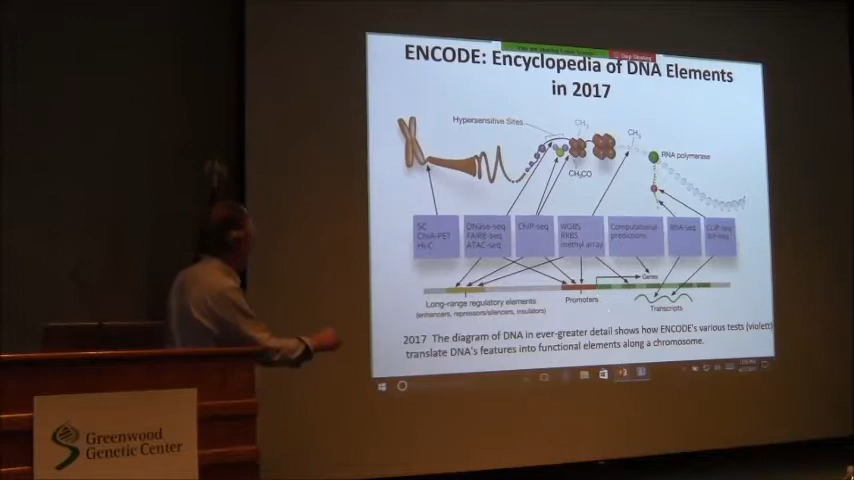 ENCODE: Encyclopedia of DNA Elements
in 2017
Hypersensitive Sites
CH₃
CH₃
RNA polymerase
CH₃CO
5C
ChIA-PET
Hi-C
DNase-seq
FAIRE-seq
ATAC-seq
ChIP-seq
WGBS
RRBS
methyl array
Computational
predictions
RNA-seq
CLIP-seq
RIP-seq
Genes
Long-range regulatory elements
(enhancers, repressors/silencers, insulators)
Promoters
Transcripts
2017 The diagram of DNA in ever-greater detail shows how ENCODE's various tests (violet)
translate DNA's features into functional elements along a chromosome.
Greenwood
Genetic Center